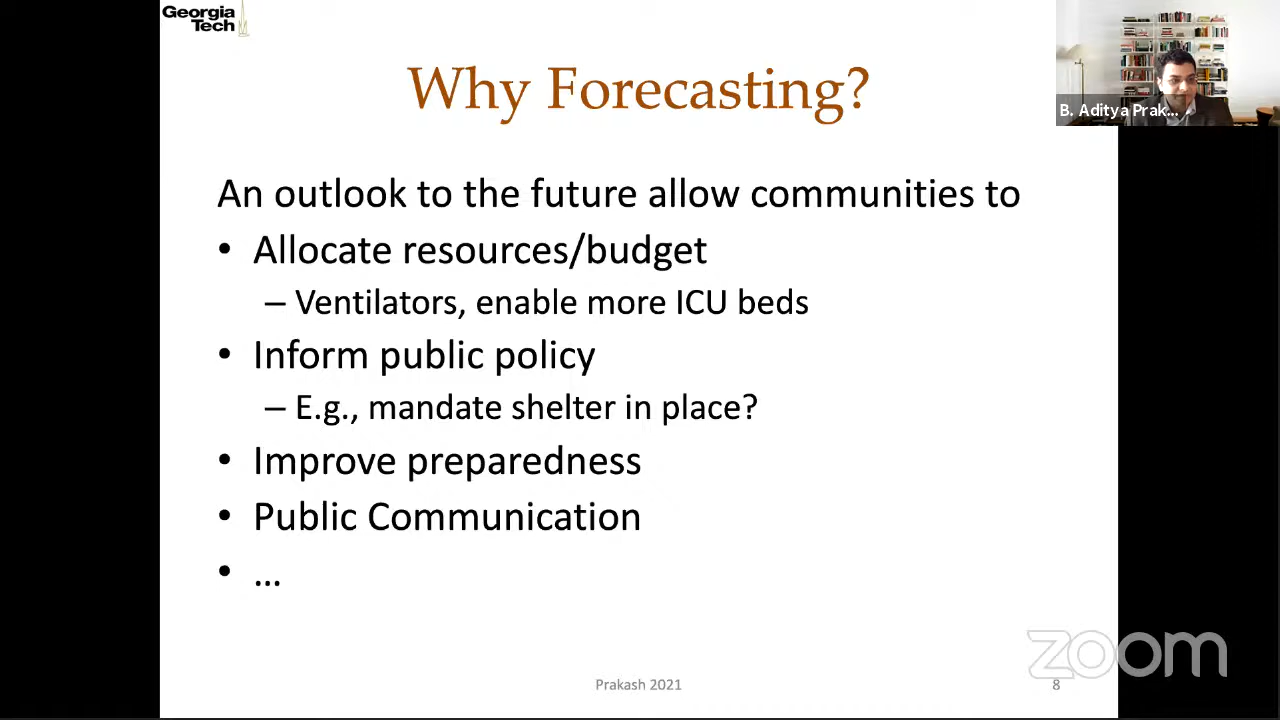 Georgia
Tech
Why Forecasting?
B. Aditya Prak...
An outlook to the future allow communities to
• Allocate resources/budget
– Ventilators, enable more ICU beds
• Inform public policy
– E.g., mandate shelter in place?
• Improve preparedness
• Public Communication
• ...
zoom
Prakash 2021
8